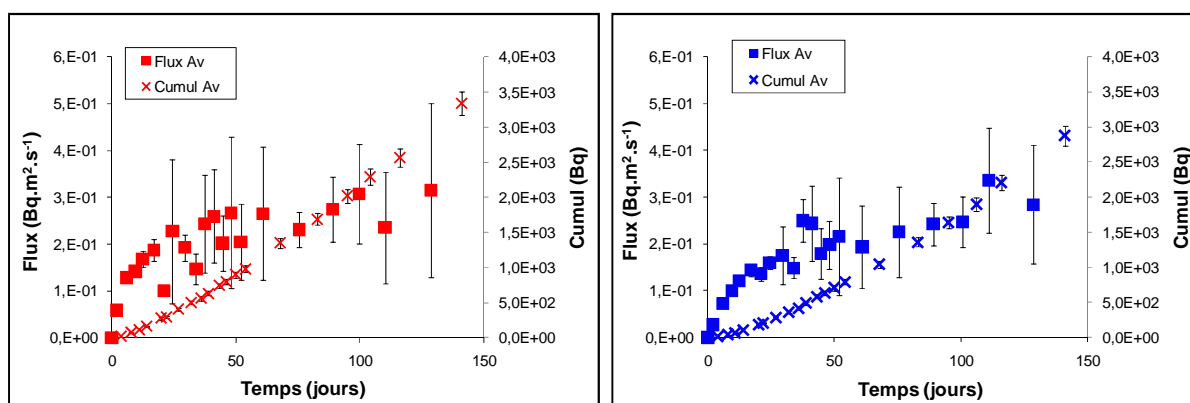 6,E-01
5,E-01
4,E-01
3,E-01
2,E-01
1,E-01
0,E+00
Flux (Bq.m².s⁻¹)
Flux Av
Cumul Av
4,0E+03
3,5E+03
3,0E+03
2,5E+03
2,0E+03
1,5E+03
1,0E+03
5,0E+02
0,0E+00
Cumul (Bq)
0 50 100 150
Temps (jours)
6,E-01
5,E-01
4,E-01
3,E-01
2,E-01
1,E-01
0,E+00
Flux (Bq.m².s⁻¹)
Flux Av
Cumul Av
4,0E+03
3,5E+03
3,0E+03
2,5E+03
2,0E+03
1,5E+03
1,0E+03
5,0E+02
0,0E+00
Cumul (Bq)
0 50 100 150
Temps (jours)